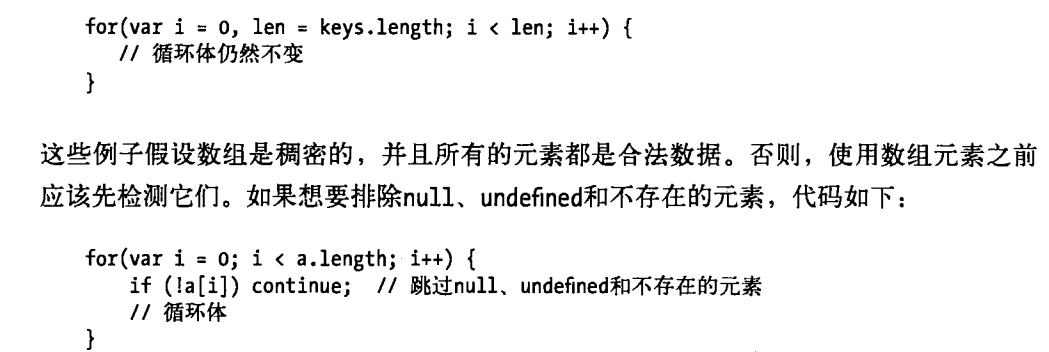 for(var i = 0, len = keys.length; i < len; i++) {
// 循环体仍然不变
}
这些例子假设数组是稠密的，并且所有的元素都是合法数据。否则，使用数组元素之前
应该先检测它们。如果想要排除null、undefined和不存在的元素，代码如下：
for(var i = 0; i < a.length; i++) {
if (!a[i]) continue; // 跳过null、undefined和不存在的元素
// 循环体
}